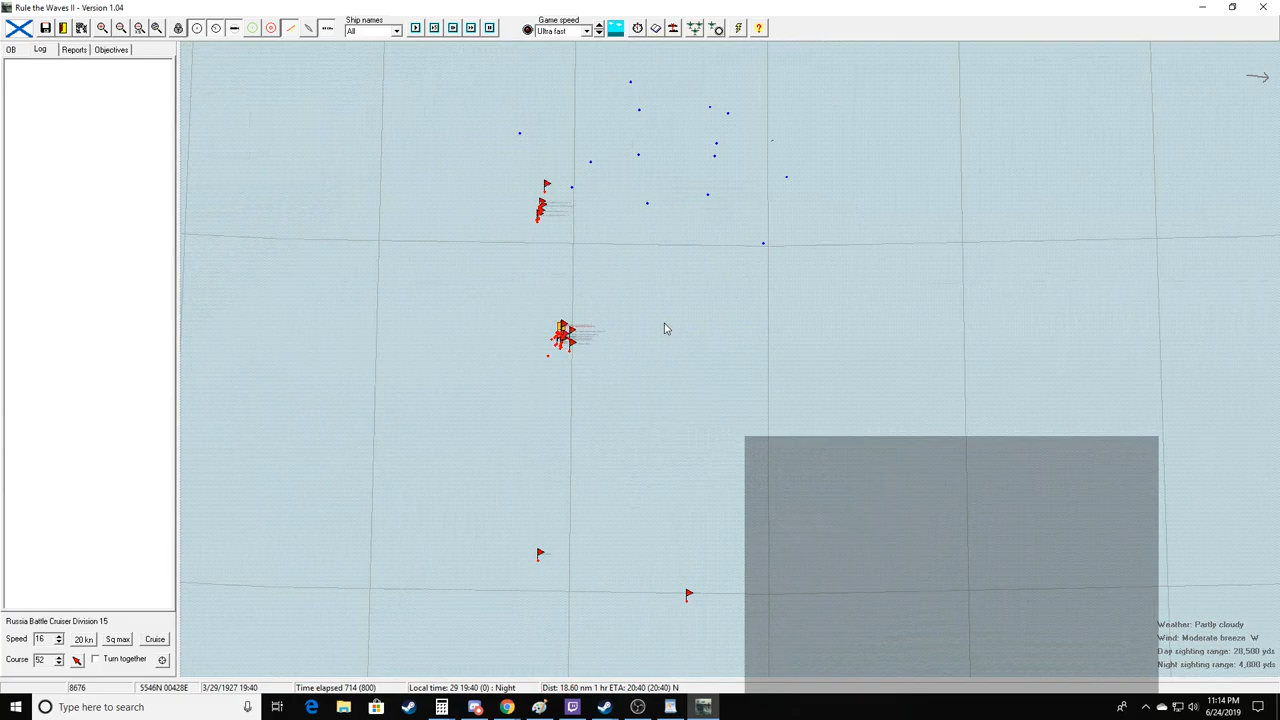 Rule the Waves II - Version 1.04
Ship names
All
Game speed
Ultra fast
OB
Log
Reports
Objectives
Russia Battle Cruiser Division 15
Speed 16 20 kn Sq max Cruise
Course 52 Turn together
Weather: Partly cloudy
Wind: Moderate breeze W
Day sighting range: 28,500 yds
Night sighting range: 4,000 yds
8676 5546N 00428E 3/29/1927 19:40 Time elapsed 714 (800) Local time: 29 19:40 (0) : Night Dist: 18.60 nm 1 hr ETA: 20:40 (20:40) N
Type here to search
11:14 PM
6/24/2019